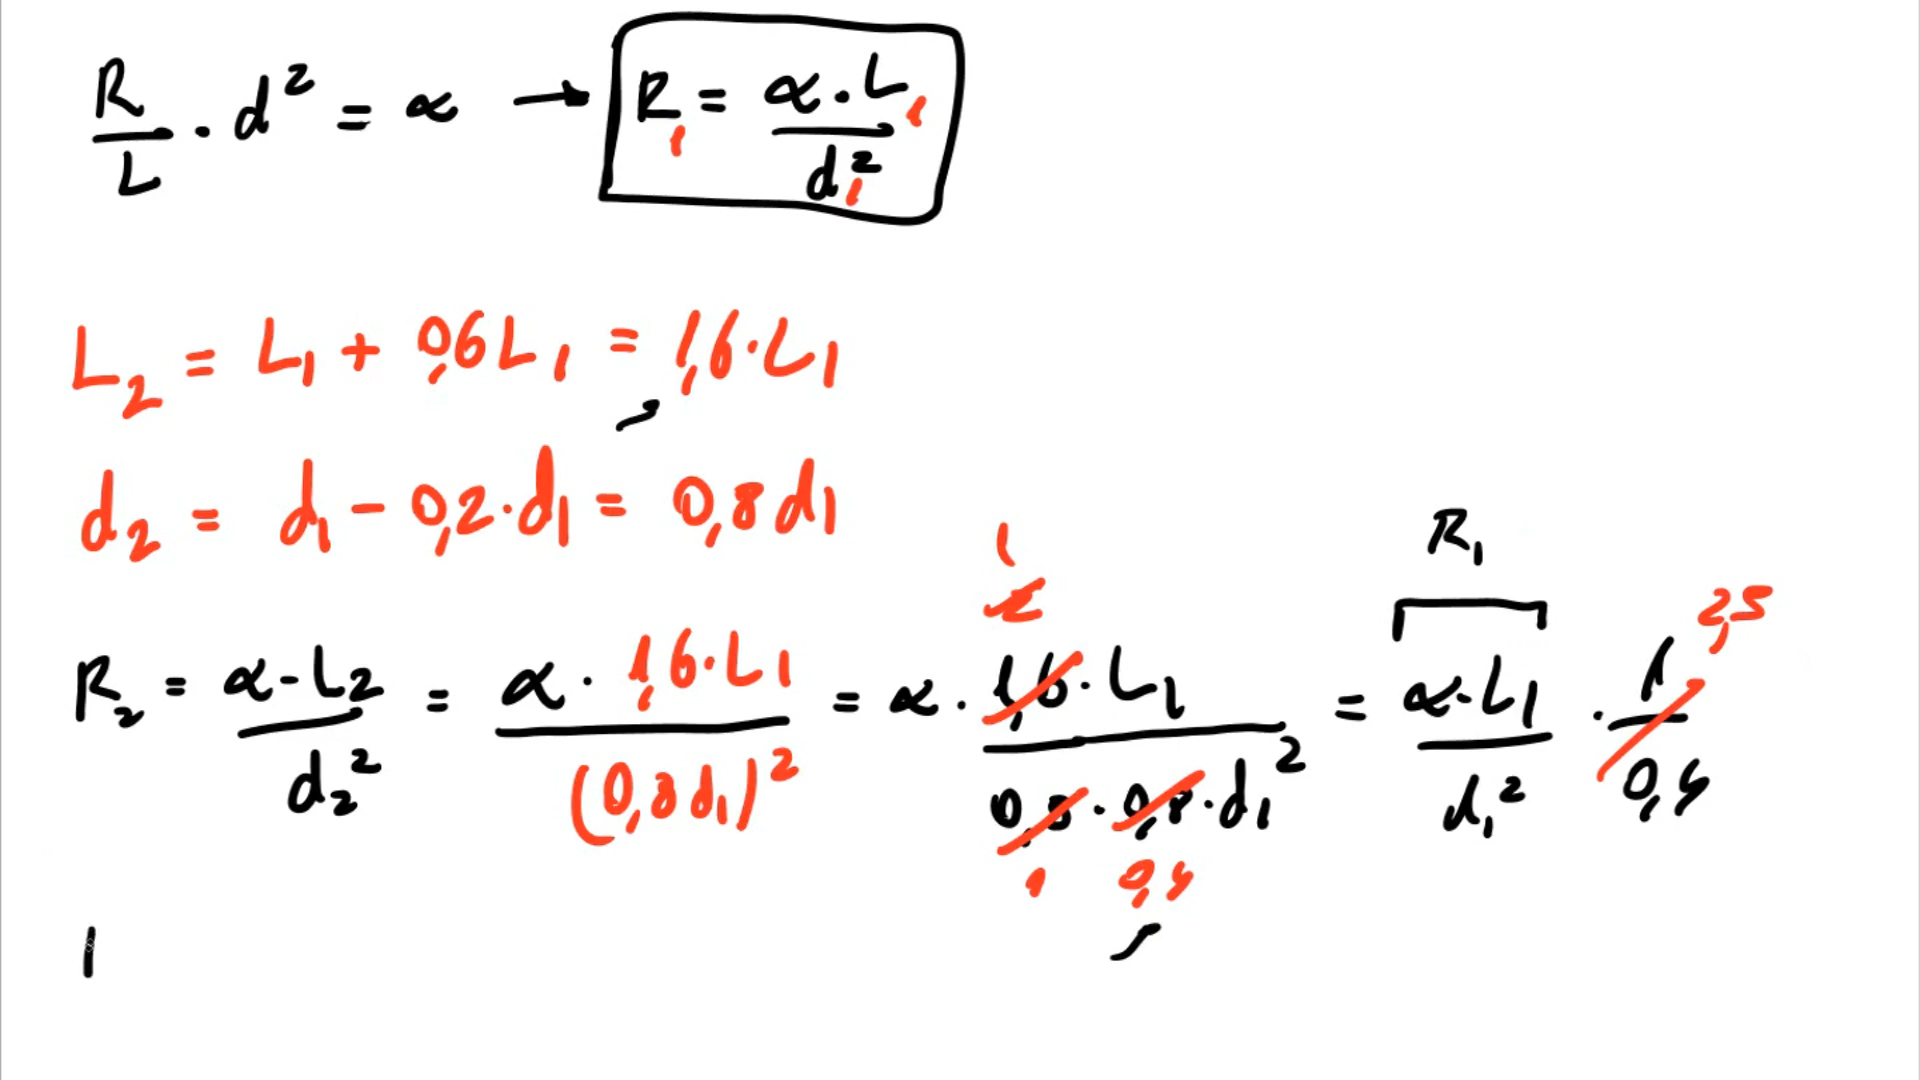 R/L · d² = α → R₁ = α · L₁ / d₁²
L₂ = L₁ + 0,6L₁ = 1,6 · L₁
d₂ = d₁ - 0,2 · d₁ = 0,8d₁
R₂ = α · L₂ / d₂² = α · 1,6 · L₁ / (0,8d₁)² = α · 1,6 · L₁ / 0,8 · 0,8 · d₁² = α · L₁ / d₁² · 1 / 0,4
R₁
2,5
1
2
1
0,4